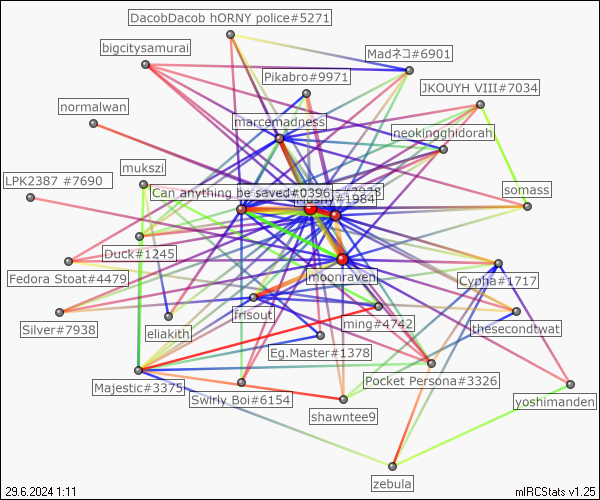 DacobDacob hORNY police#5271
bigcitysamurai
Madネコ#6901
Pikabro#9971
JKOUYH VIII#7034
normalwan
marcemadness
neokingghidorah
mukszi
LPK2387 #7690
Can anything be saved#0396
#1984
somass
Duck#1245
moonraven
Fedora Stoat#4479
Cypha#1717
frisout
Silver#7938
eliakith
ming#4742
thesecondtwat
Eg.Master#1378
Majestic#3375
Pocket Persona#3326
Swirly Boi#6154
yoshimanden
shawntee9
zebula
29.6.2024 1:11
mIRCStats v1.25